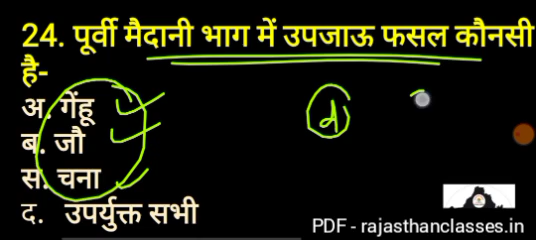 24. पूर्वी मैदानी भाग में उपजाऊ फसल कौनसी
है-
अ. गेंहू
ब. जौ
स. चना
द. उपर्युक्त सभी
d
PDF - rajasthanclasses.in